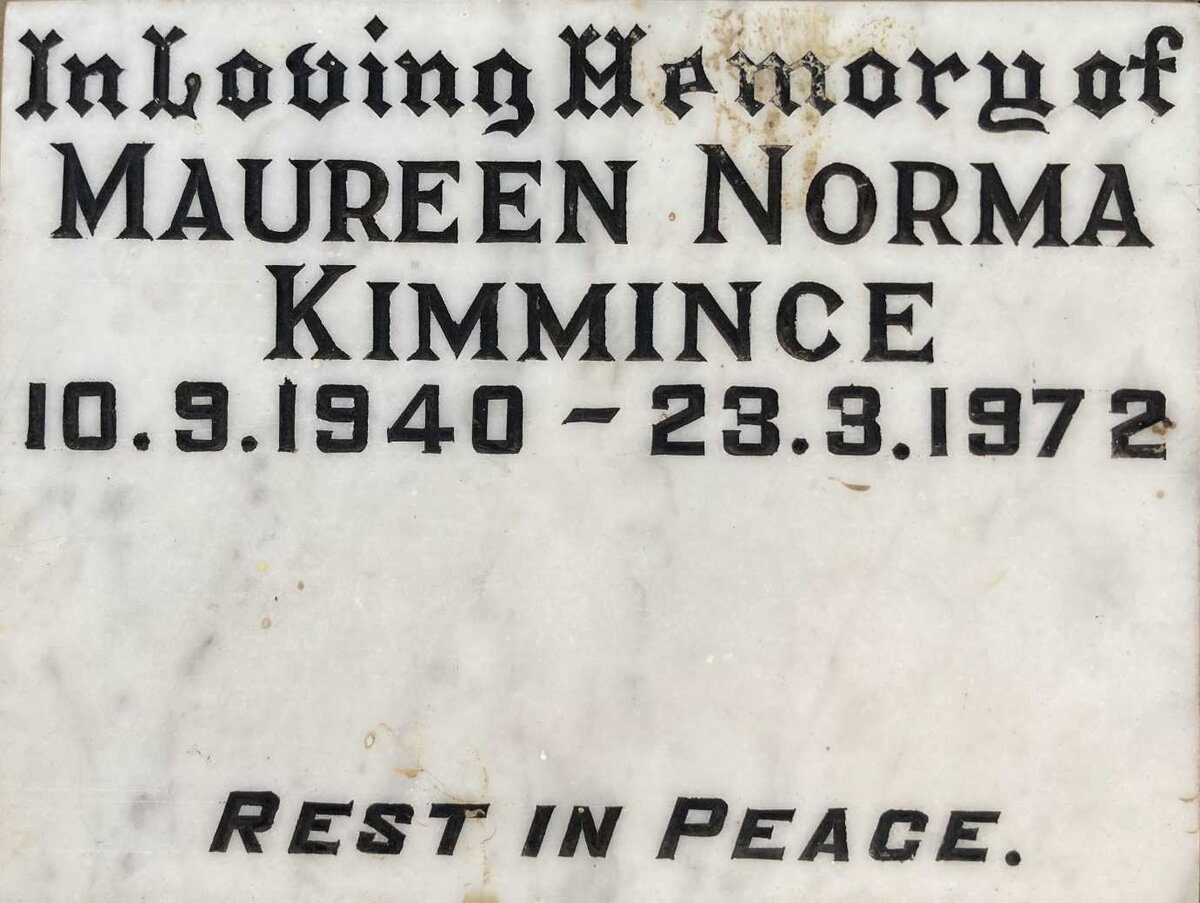 In Loving Memory of
MAUREEN NORMA
KIMMINCE
10.9.1940 - 23.3.1972
REST IN PEACE.